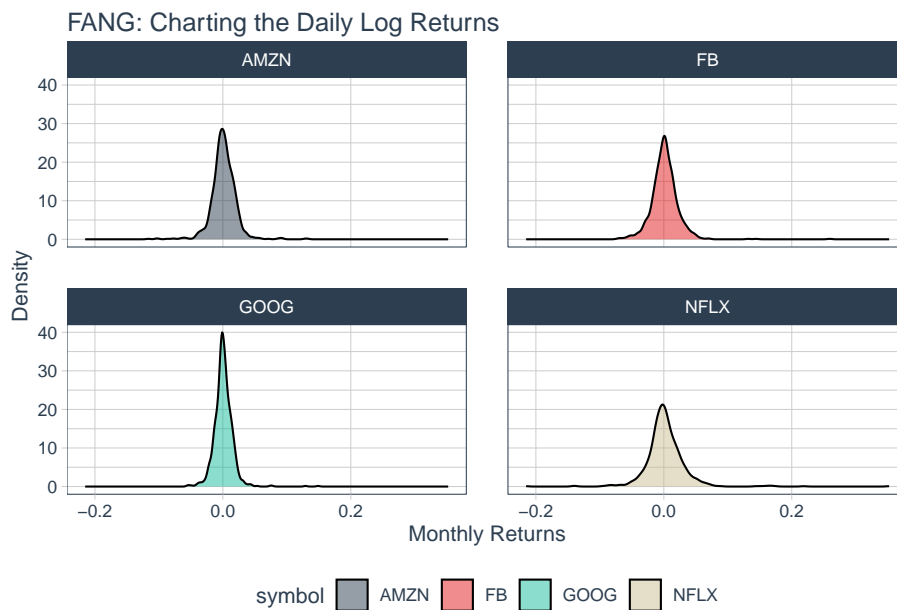 FANG: Charting the Daily Log Returns
AMZN
FB
40
30
20
10
0
Density
GOOG
NFLX
40
30
20
10
0
−0.2 0.0 0.2
−0.2 0.0 0.2
Monthly Returns
symbol AMZN FB GOOG NFLX